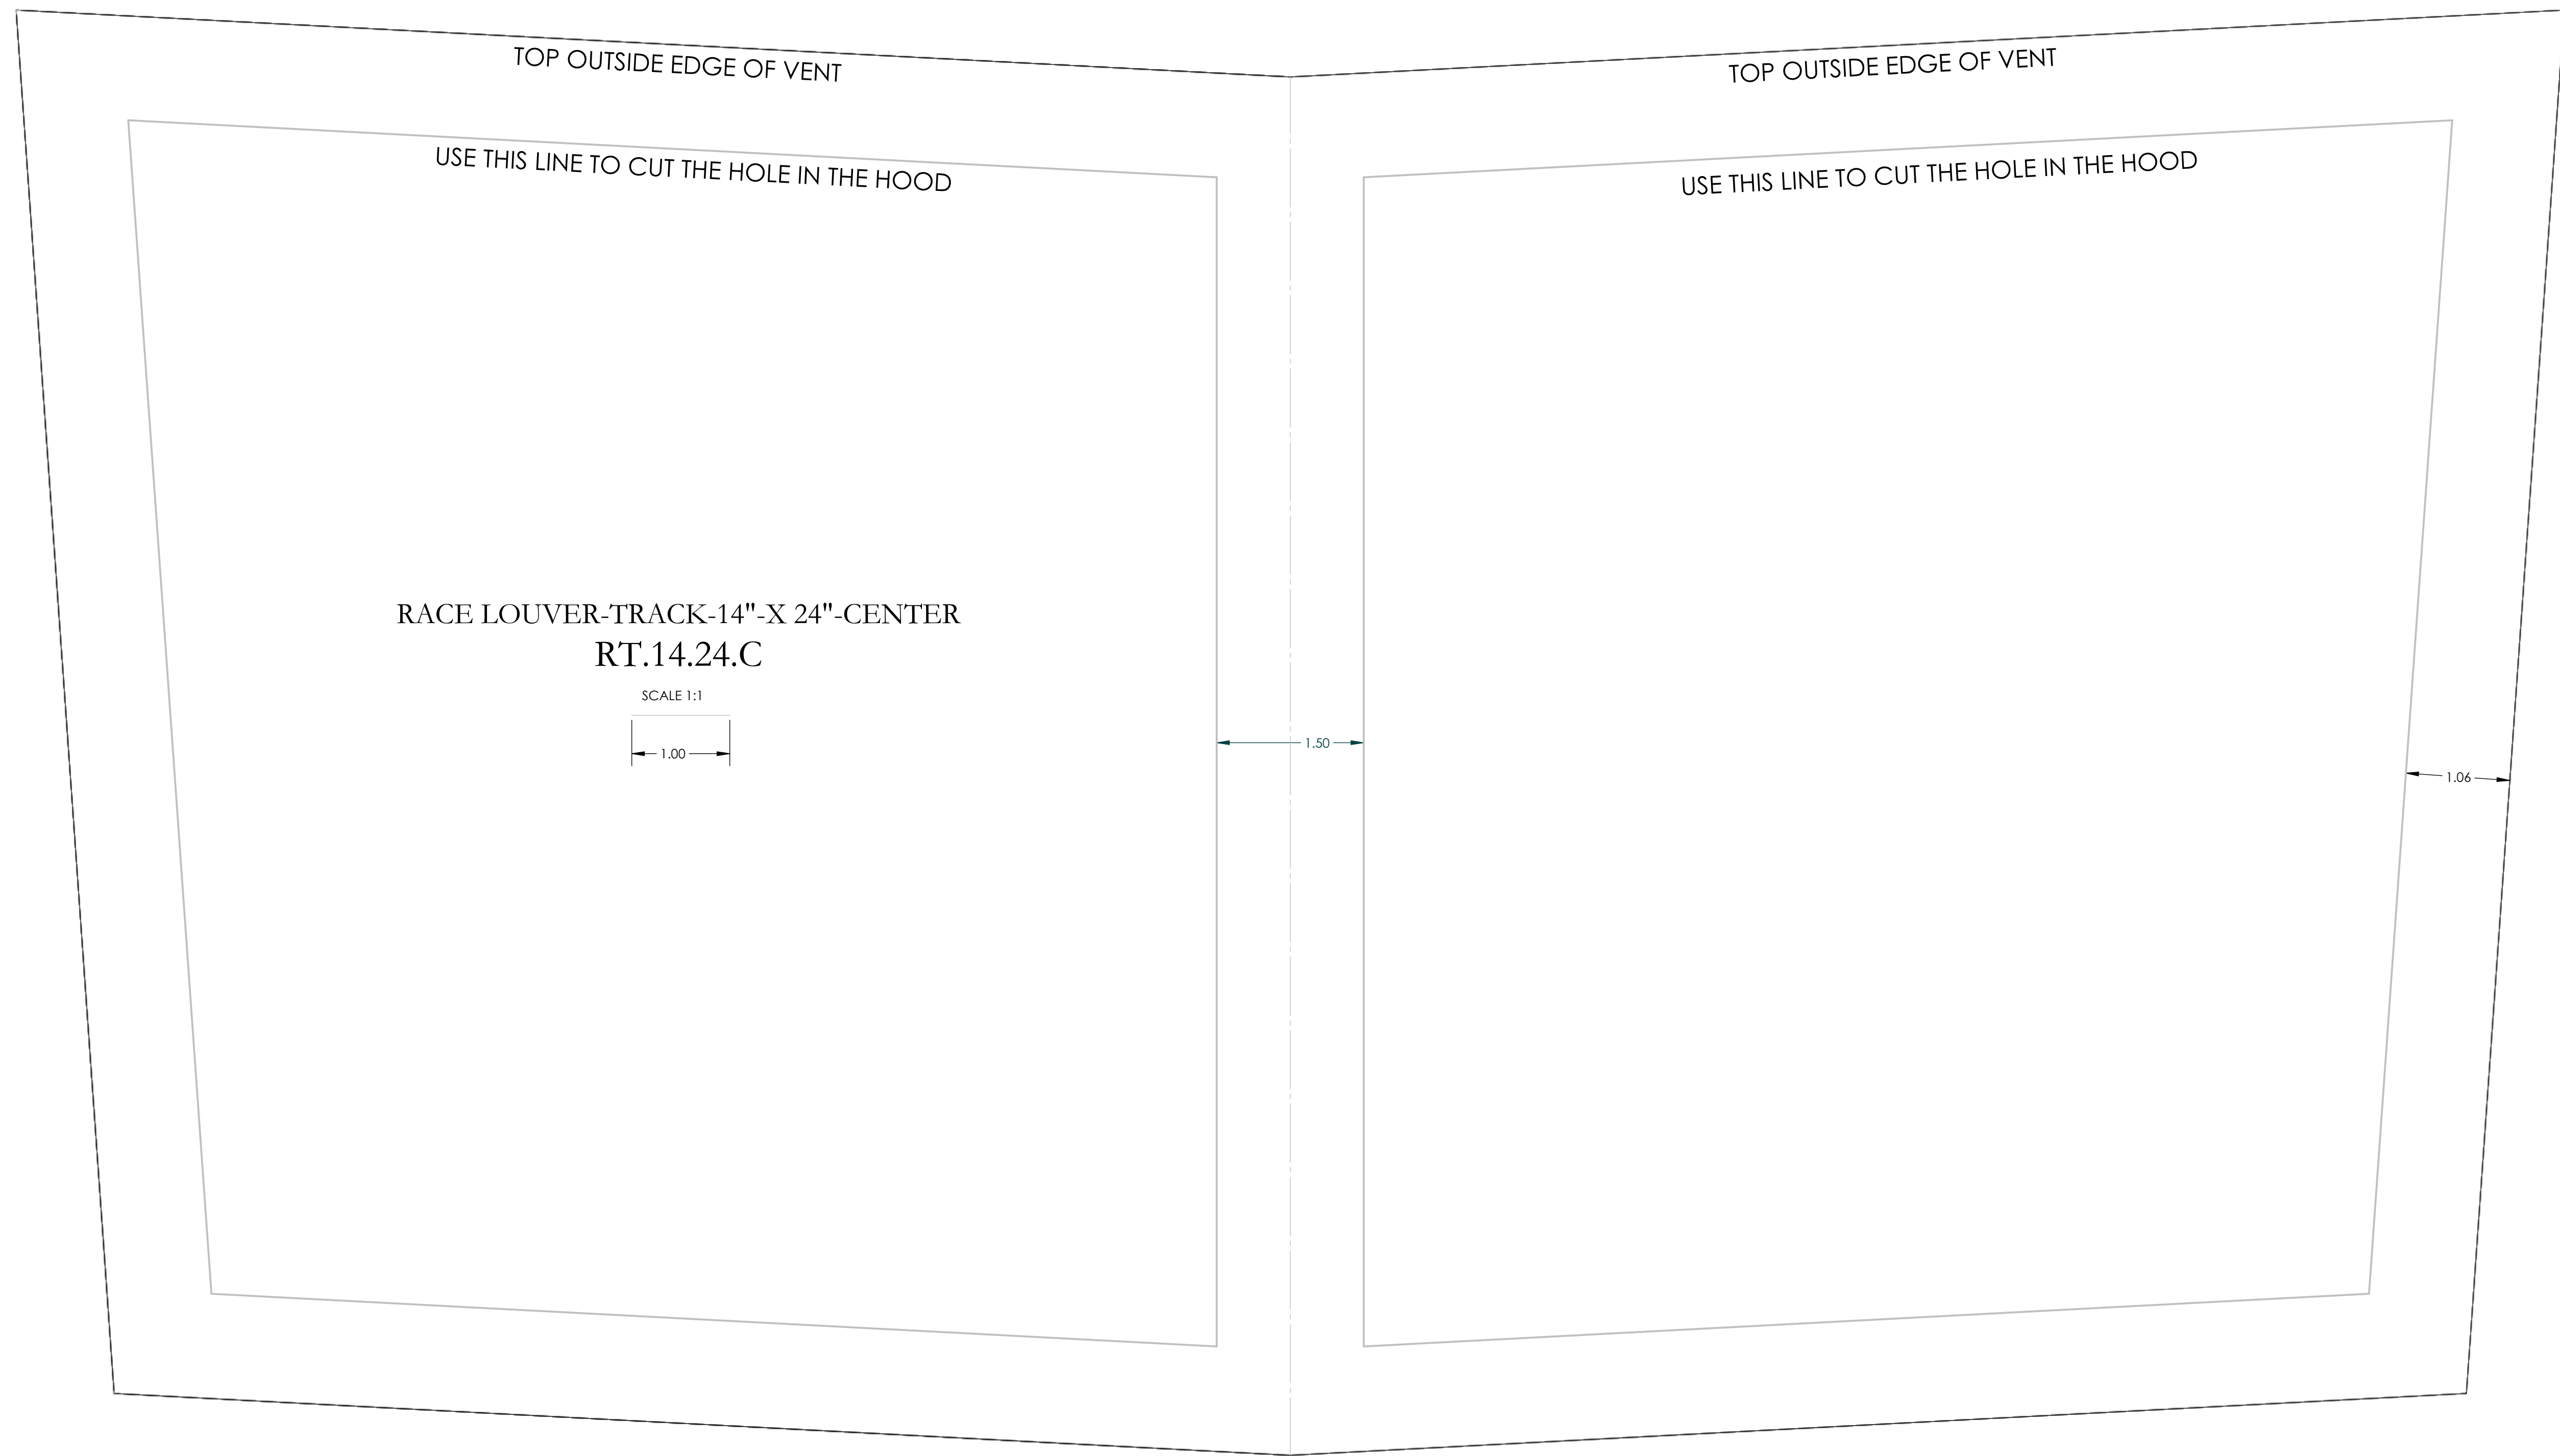 TOP OUTSIDE EDGE OF VENT
TOP OUTSIDE EDGE OF VENT
USE THIS LINE TO CUT THE HOLE IN THE HOOD
USE THIS LINE TO CUT THE HOLE IN THE HOOD
RACE LOUVER-TRACK-14"-X 24"-CENTER
RT.14.24.C
SCALE 1:1
1.00
1.50
1.06